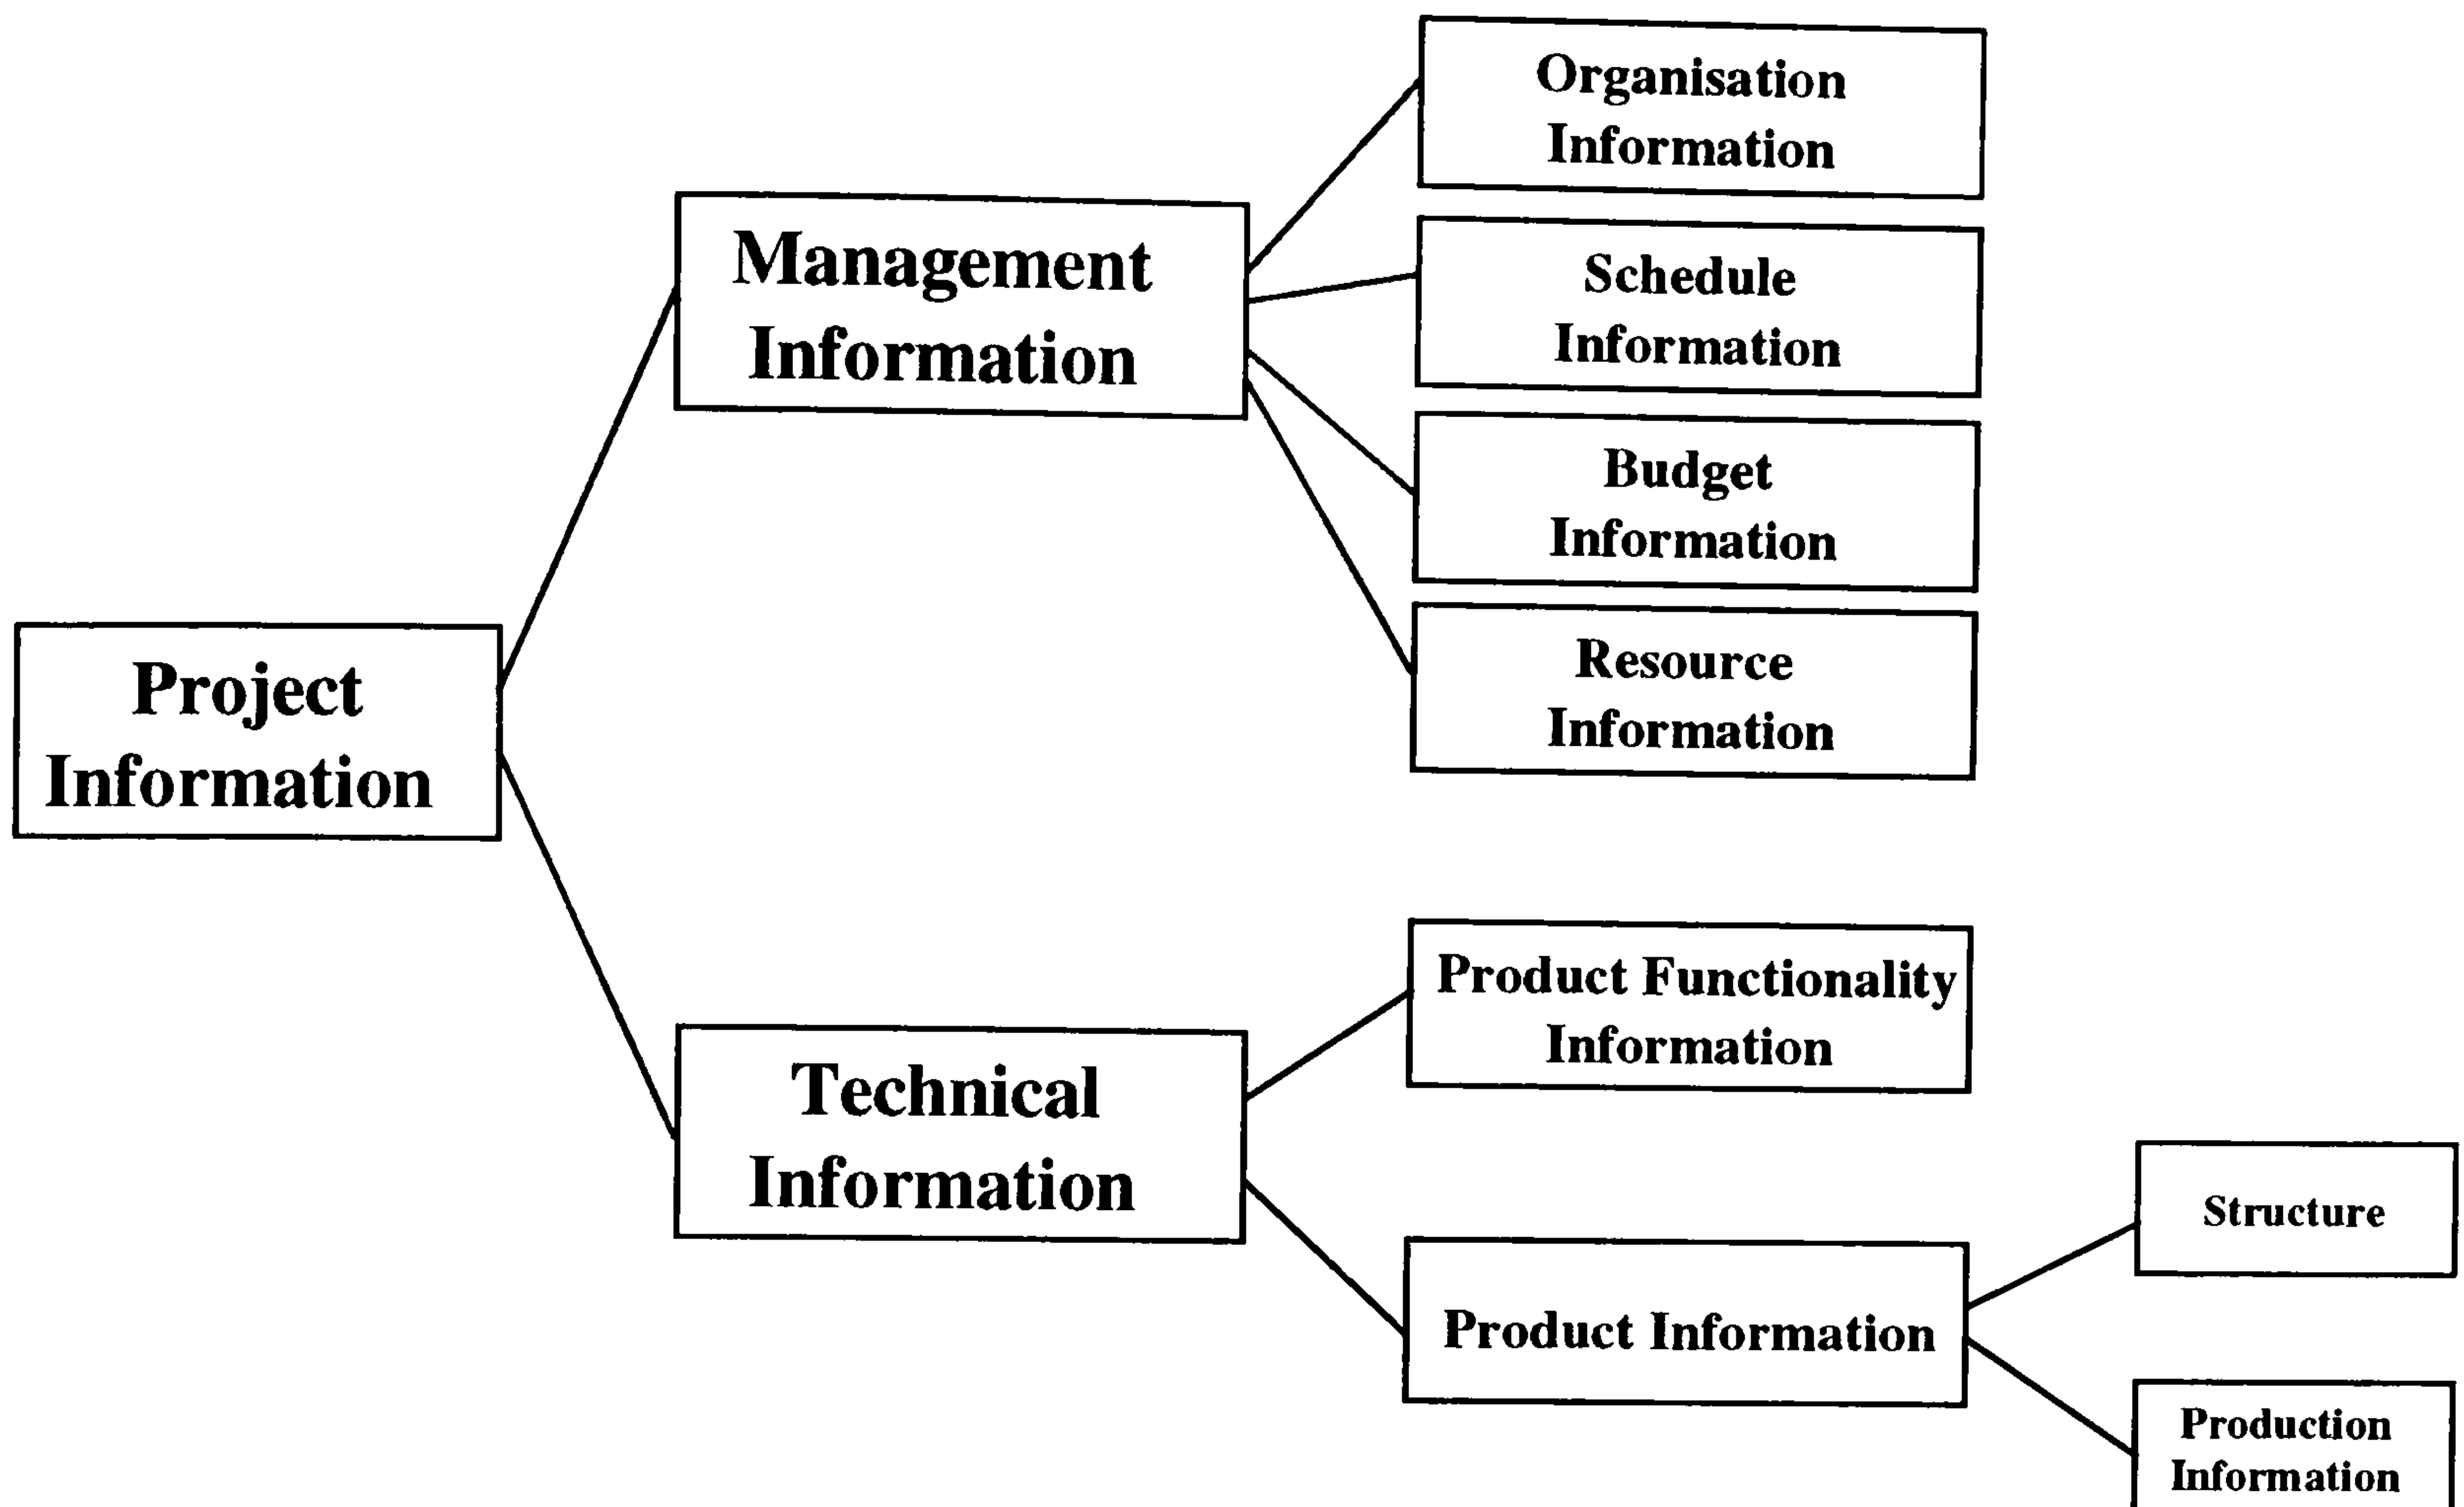 Organisation
Information
Management
Information
Schedule
Information
Budget
Information
Resource
Information
Project
Information
Product Functionality
Information
Technical
Information
Structure
Product Information
Production
Information